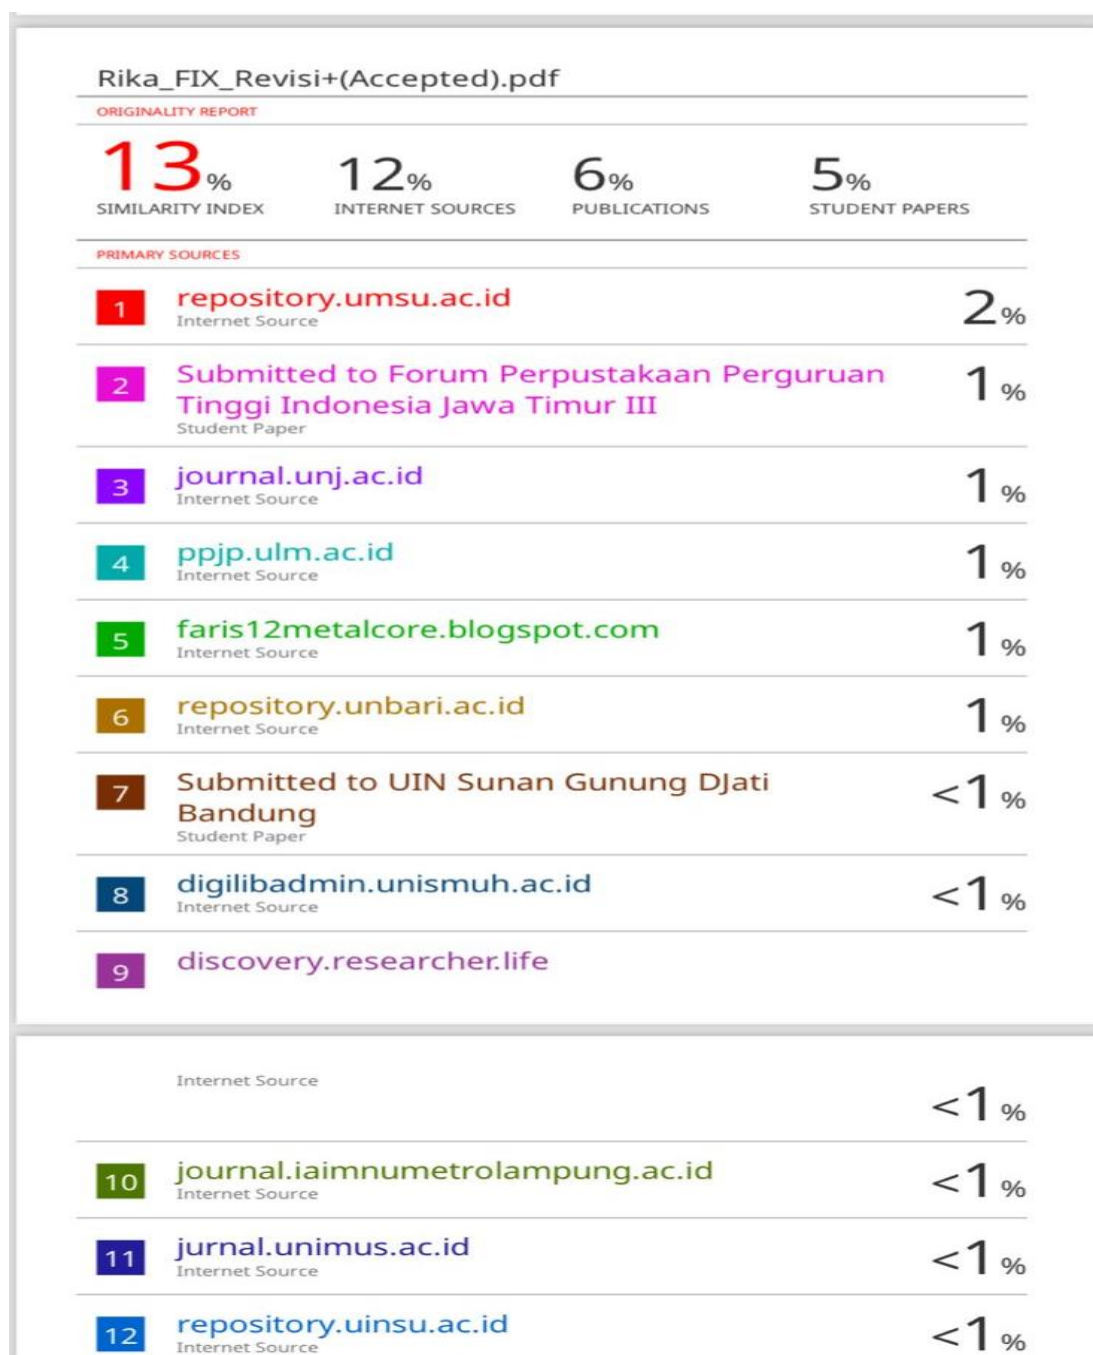 Rika_FIX_Revisi+(Accepted).pdf
ORIGINALITY REPORT
13% 12% 6% 5%
SIMILARITY INDEX INTERNET SOURCES PUBLICATIONS STUDENT PAPERS
PRIMARY SOURCES
1 repository.umsu.ac.id 2%
Internet Source
2 Submitted to Forum Perpustakaan Perguruan 1%
Tinggi Indonesia Jawa Timur III
Student Paper
3 journal.unj.ac.id 1%
Internet Source
4 ppjp.ulm.ac.id 1%
Internet Source
5 faris12metalcore.blogspot.com 1%
Internet Source
6 repository.unbari.ac.id 1%
Internet Source
7 Submitted to UIN Sunan Gunung DJati <1%
Bandung
Student Paper
8 digilibadmin.unismuh.ac.id <1%
Internet Source
9 discovery.researcher.life
Internet Source
<1%
10 journal.iaimnumetrolampung.ac.id <1%
Internet Source
11 jurnal.unimus.ac.id <1%
Internet Source
12 repository.uinsu.ac.id <1%
Internet Source